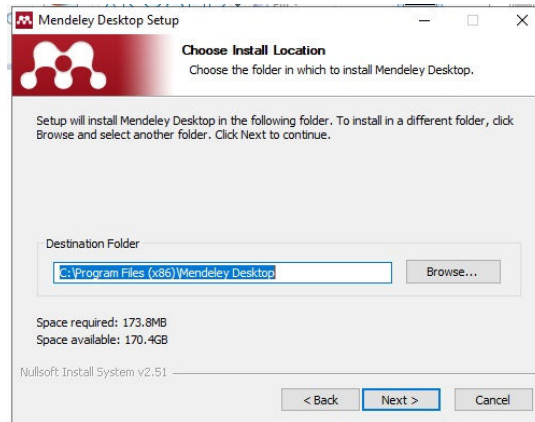 Mendeley Desktop Setup
Choose Install Location
Choose the folder in which to install Mendeley Desktop.
Setup will install Mendeley Desktop in the following folder. To install in a different folder, click
Browse and select another folder. Click Next to continue.
Destination Folder
C:\Program Files (x86)\Mendeley Desktop
Browse...
Space required: 173.8MB
Space available: 170.4GB
Nullsoft Install System v2.51
< Back
Next >
Cancel